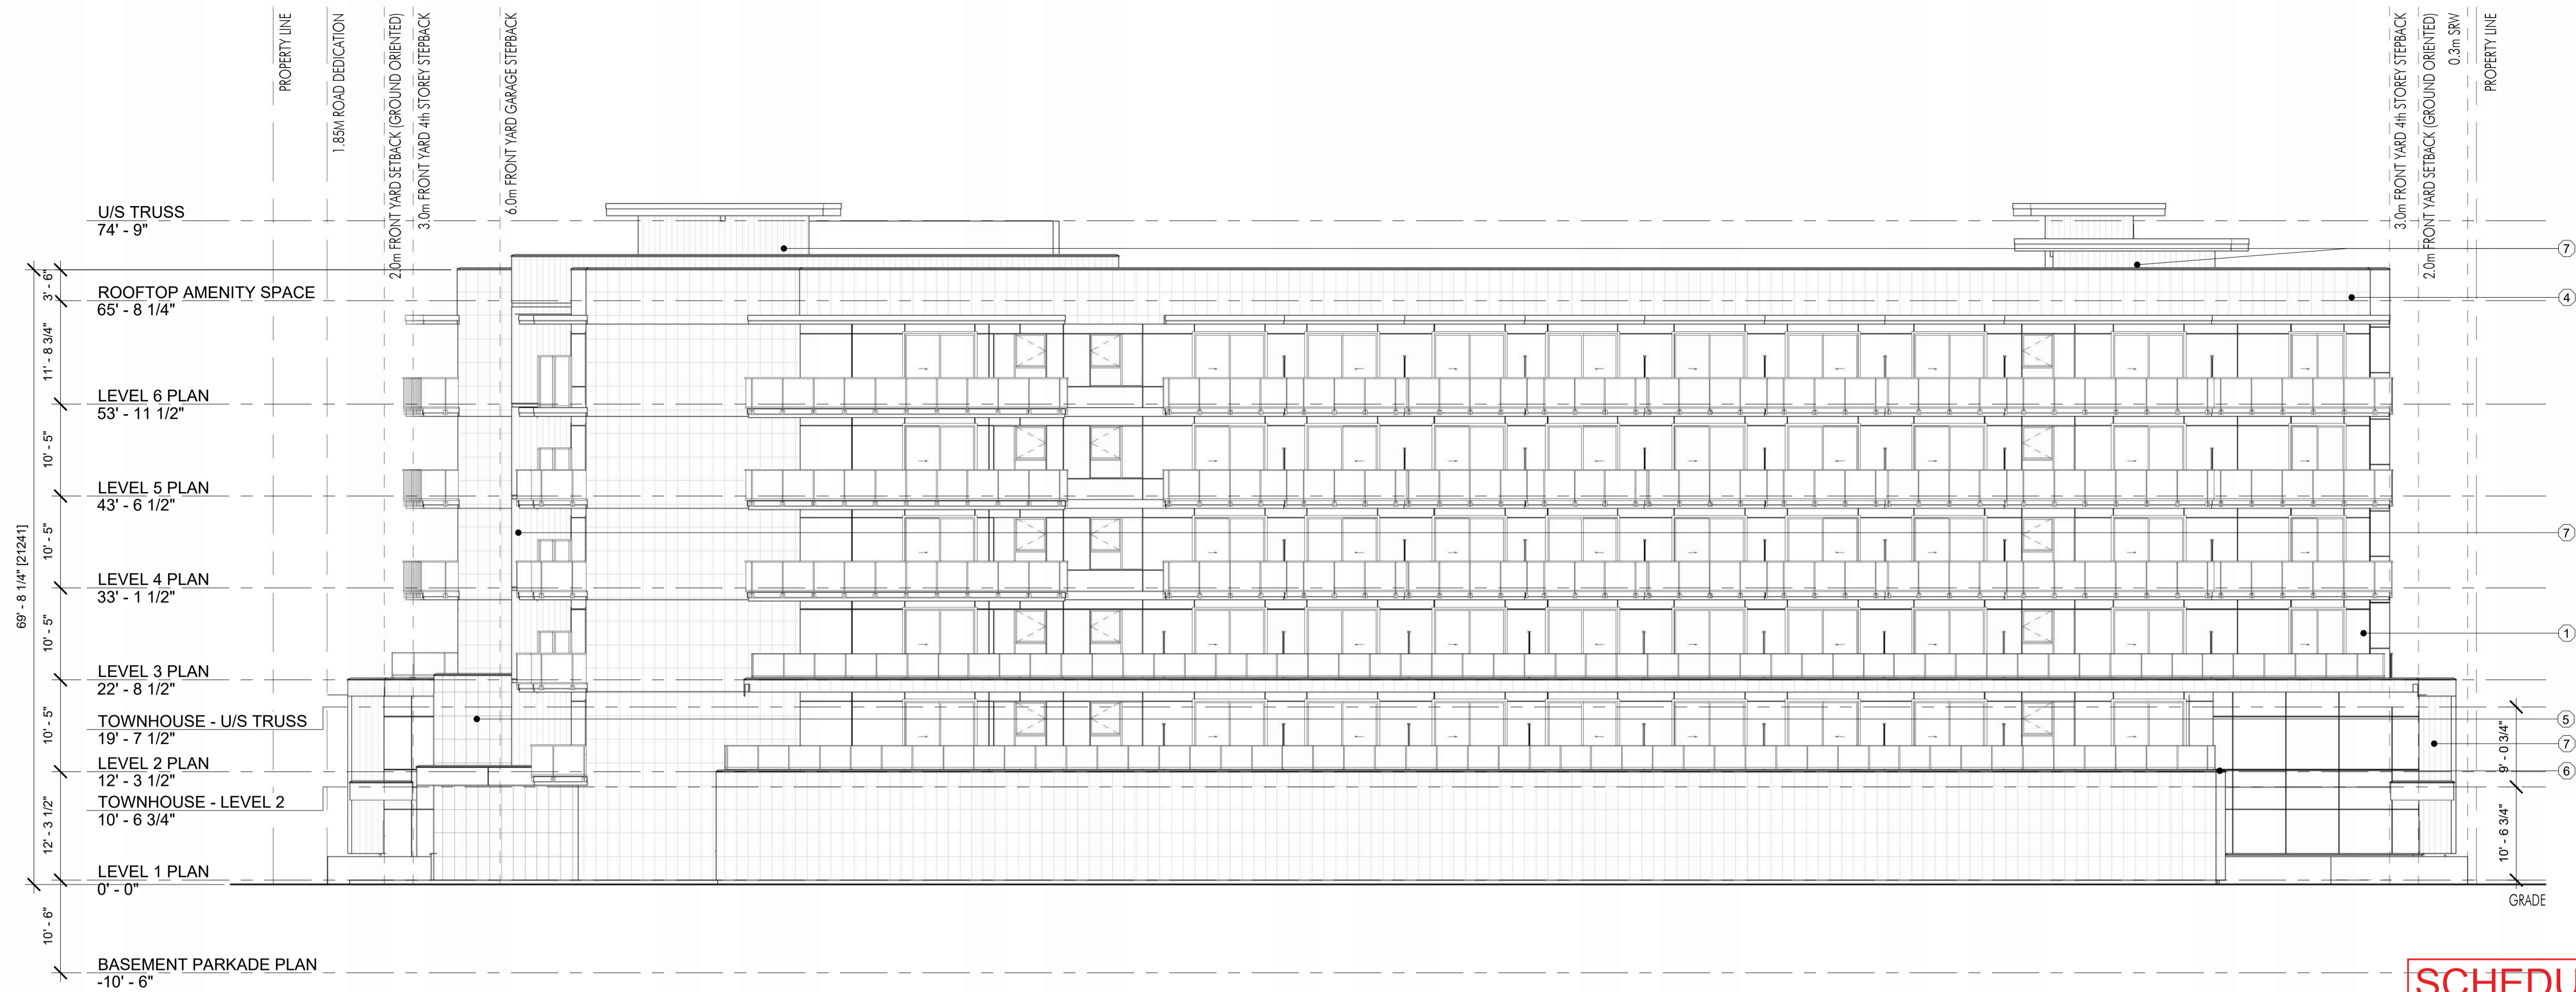 PROPERTY LINE
1.85M ROAD DEDICATION
2.0m FRONT YARD SETBACK (GROUND ORIENTED)
3.0m FRONT YARD 4th STOREY STEPBACK
6.0m FRONT YARD GARAGE STEPBACK
3.0m FRONT YARD 4th STOREY STEPBACK
2.0m FRONT YARD SETBACK (GROUND ORIENTED)
0.3m SRW
PROPERTY LINE
U/S TRUSS
74' - 9"
ROOFTOP AMENITY SPACE
65' - 8 1/4"
LEVEL 6 PLAN
53' - 11 1/2"
LEVEL 5 PLAN
43' - 6 1/2"
LEVEL 4 PLAN
33' - 1 1/2"
LEVEL 3 PLAN
22' - 8 1/2"
TOWNHOUSE - U/S TRUSS
19' - 7 1/2"
LEVEL 2 PLAN
12' - 3 1/2"
TOWNHOUSE - LEVEL 2
10' - 6 3/4"
LEVEL 1 PLAN
0' - 0"
BASEMENT PARKADE PLAN
-10' - 6"
69' - 8 1/4" [21241]
3' - 6"
11' - 8 3/4"
10' - 5"
10' - 5"
10' - 5"
10' - 5"
12' - 3 1/2"
10' - 6"
7
4
7
1
5
7
6
9' - 0 3/4"
10' - 6 3/4"
GRADE
SCHEDU